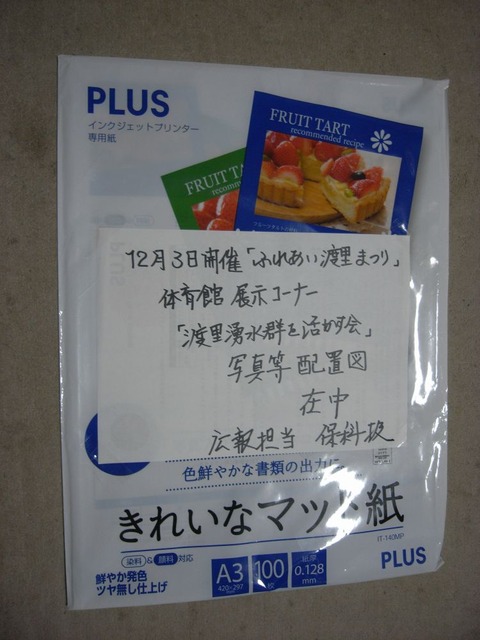 PLUS
インクジェットプリンター
専用紙
FRUIT TART
recommended recipe
FRUIT TART
recommended
12月3日開催「ふれあい渡里まつり」
体育館 展示コーナー
「渡里湧水群を活かす会」
写真等配置図
在中
広報担当 保科扱
色鮮やかな書類の出力に
きれいなマット紙
IT-140MP
染料&顔料対応
鮮やか発色
ツヤ無し仕上げ
A3
420×297
100
枚
紙厚
0.128
mm
PLUS